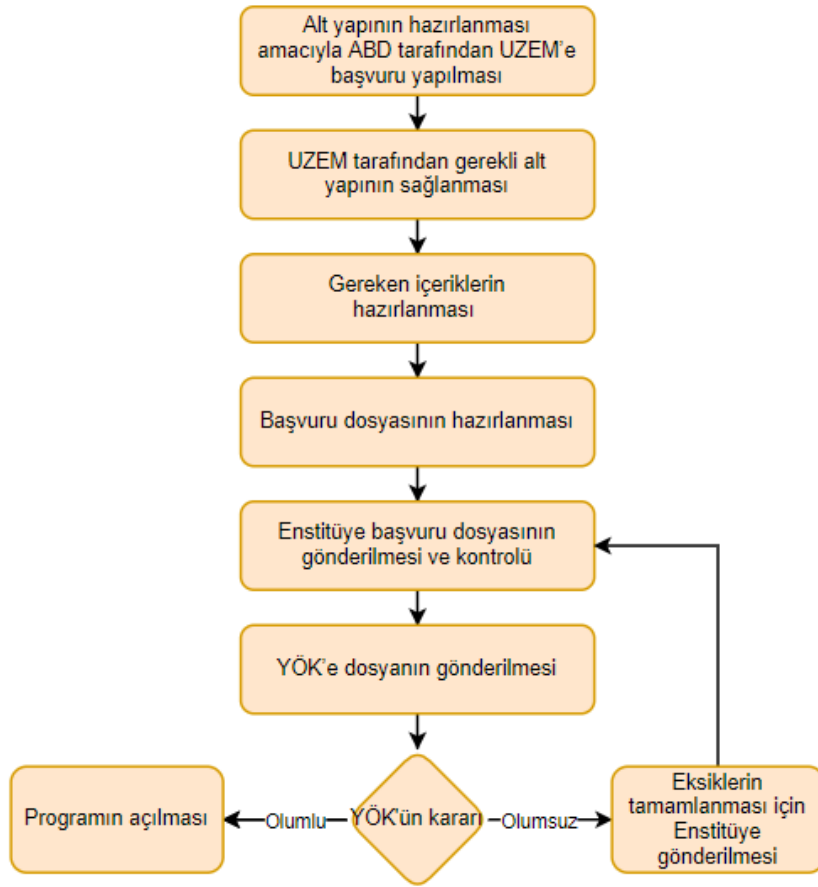 Alt yapının hazırlanması
amacıyla ABD tarafından UZEM'e
başvuru yapılması
UZEM tarafından gerekli alt
yapının sağlanması
Gereken içeriklerin
hazırlanması
Başvuru dosyasının hazırlanması
Enstitüye başvuru dosyasının
gönderilmesi ve kontrolü
YÖK'e dosyanın gönderilmesi
Programın açılması
Olumlu
YÖK'ün kararı
Olumsuz
Eksiklerin
tamamlanması için
Enstitüye
gönderilmesi